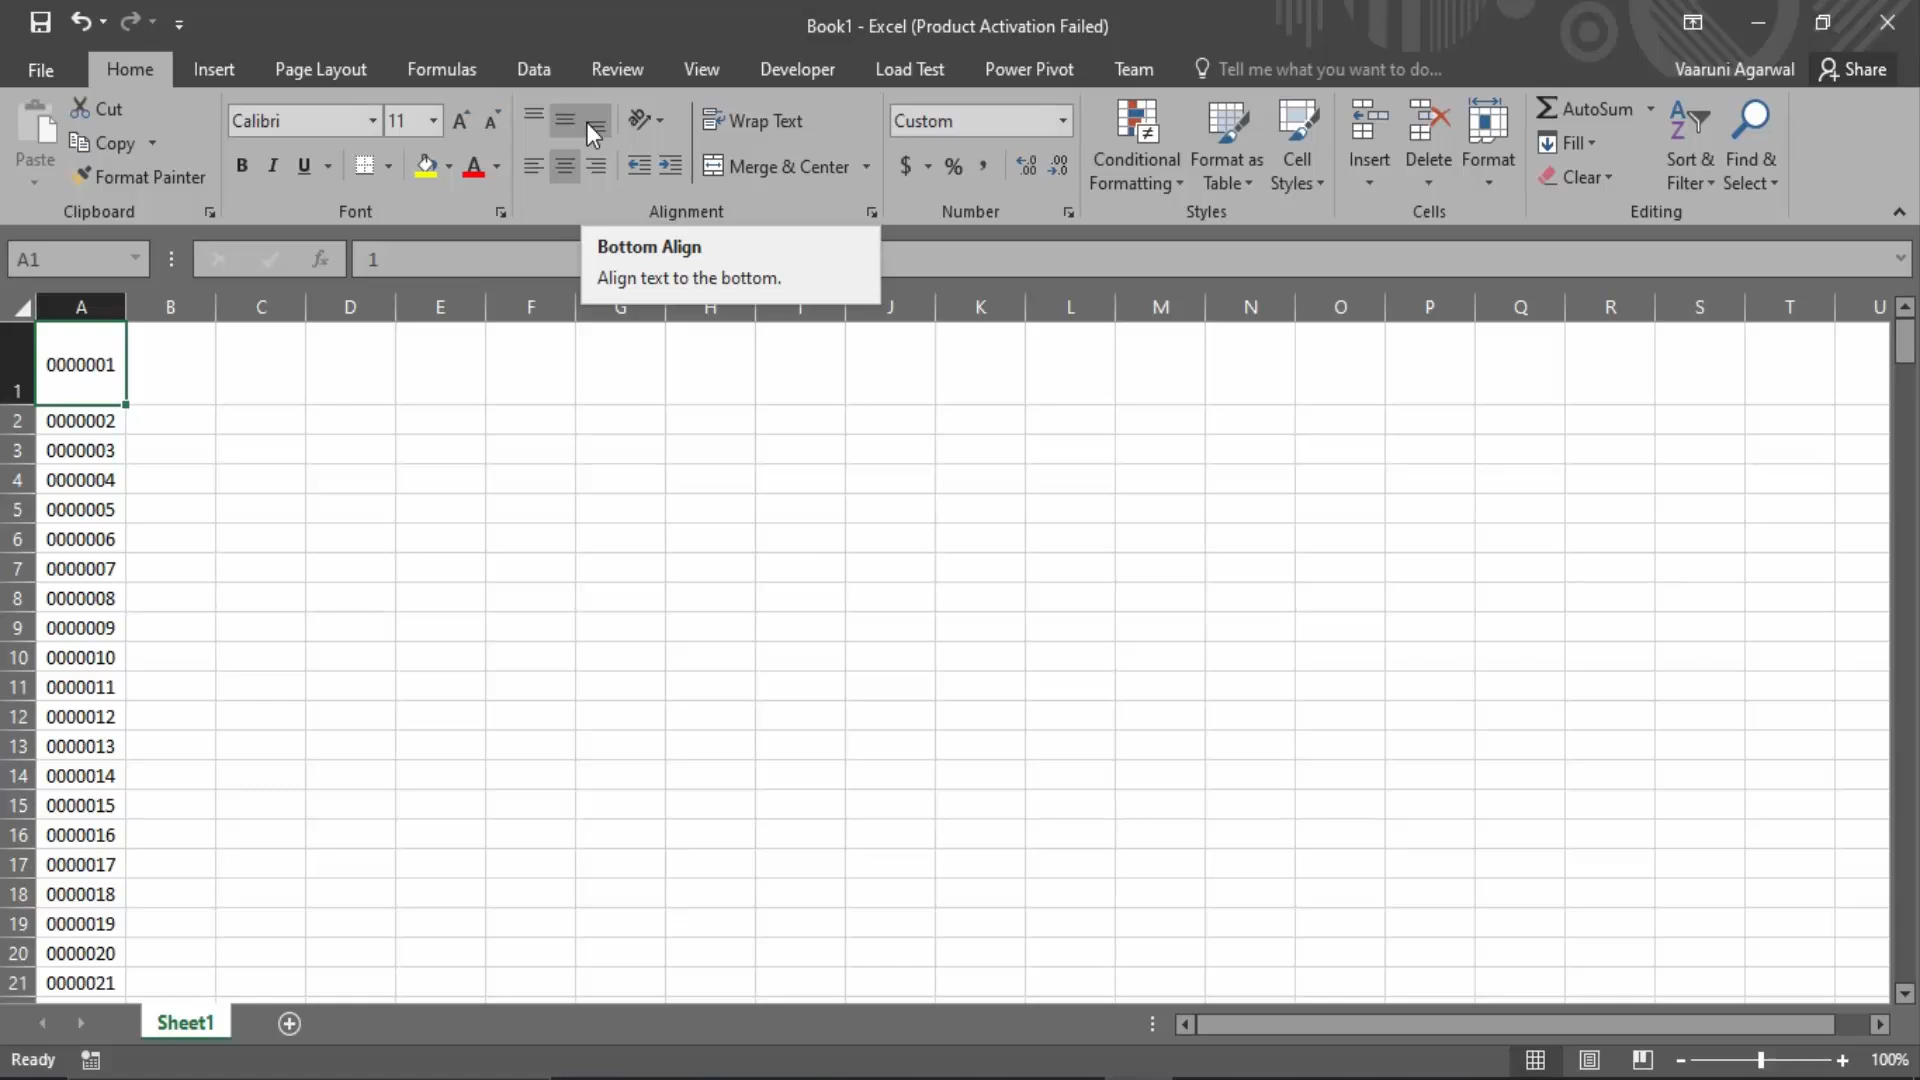 Book1 - Excel (Product Activation Failed)
File Home Insert Page Layout Formulas Data Review View Developer Load Test Power Pivot Team Tell me what you want to do... Vaaruni Agarwal Share
Paste
Cut
Copy
Format Painter
Clipboard
Calibri 11
B I U A
Font
Wrap Text
Merge & Center
Alignment
Custom
$ % , .00
Number
Conditional Formatting
Format as Table
Cell Styles
Styles
Insert
Delete
Format
Cells
AutoSum
Fill
Clear
Sort & Filter
Find & Select
Editing
A1 fx 1
Bottom Align
Align text to the bottom.
A B C D E F G H I J K L M N O P Q R S T U
1 0000001
2 0000002
3 0000003
4 0000004
5 0000005
6 0000006
7 0000007
8 0000008
9 0000009
10 0000010
11 0000011
12 0000012
13 0000013
14 0000014
15 0000015
16 0000016
17 0000017
18 0000018
19 0000019
20 0000020
21 0000021
Sheet1
Ready 100%